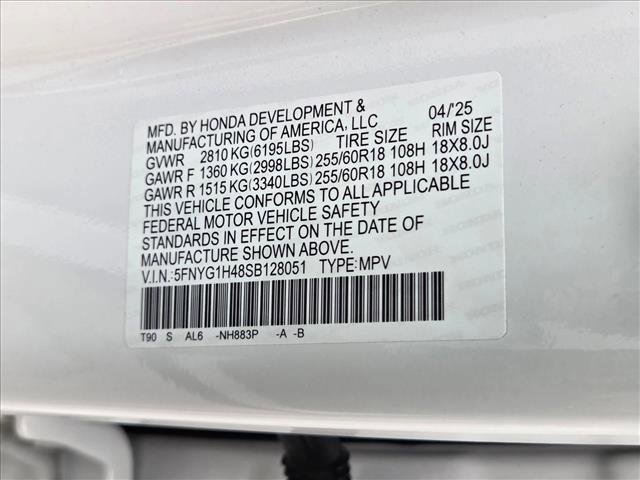 MFD. BY HONDA DEVELOPMENT & 04/'25
MANUFACTURING OF AMERICA, LLC
GVWR 2810 KG(6195LBS) TIRE SIZE RIM SIZE
GAWR F 1360 KG(2998LBS) 255/60R18 108H 18X8.0J
GAWR R 1515 KG(3340LBS) 255/60R18 108H 18X8.0J
THIS VEHICLE CONFORMS TO ALL APPLICABLE
FEDERAL MOTOR VEHICLE SAFETY
STANDARDS IN EFFECT ON THE DATE OF
MANUFACTURE SHOWN ABOVE.
V.I.N.:5FNYG1H48SB128051 TYPE:MPV
T90 S AL6 -NH883P -A -B